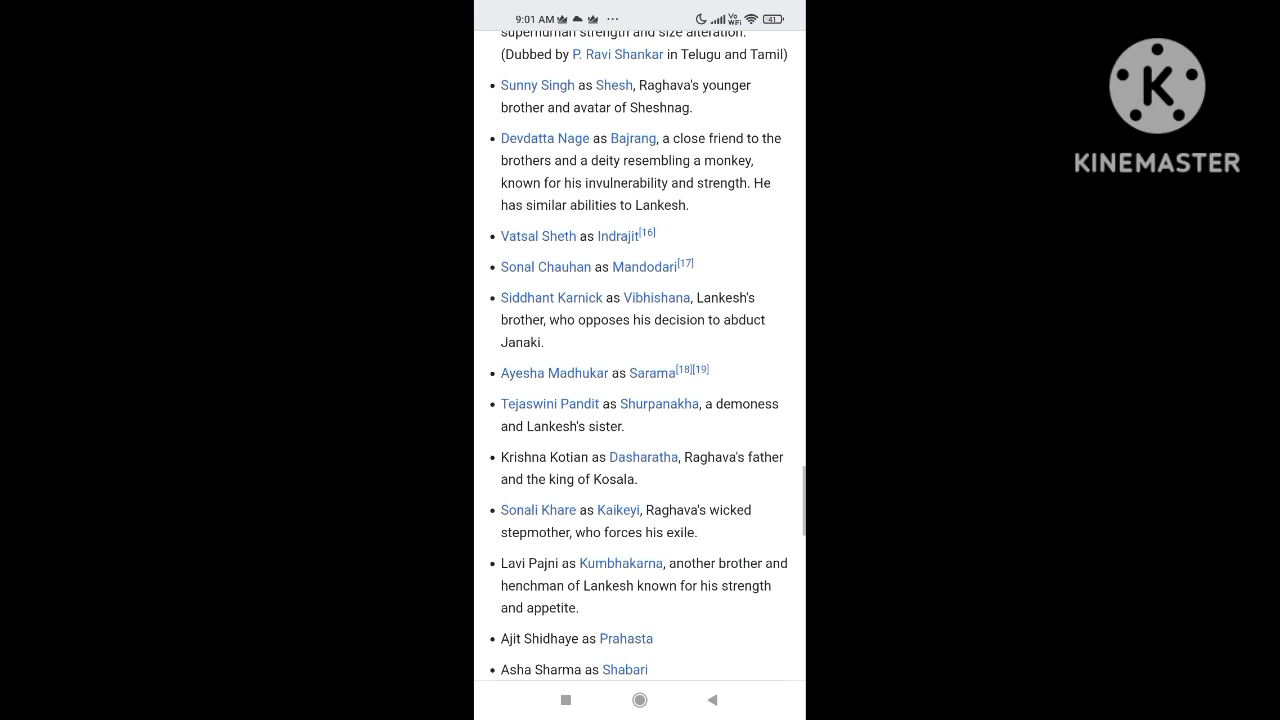 9:01 AM ...
Vo
WiFi
41
superhuman strength and size alteration.
(Dubbed by P. Ravi Shankar in Telugu and Tamil)
• Sunny Singh as Shesh, Raghava's younger
brother and avatar of Sheshnag.
• Devdatta Nage as Bajrang, a close friend to the
brothers and a deity resembling a monkey,
known for his invulnerability and strength. He
has similar abilities to Lankesh.
• Vatsal Sheth as Indrajit[16]
• Sonal Chauhan as Mandodari[17]
• Siddhant Karnick as Vibhishana, Lankesh's
brother, who opposes his decision to abduct
Janaki.
• Ayesha Madhukar as Sarama[18][19]
• Tejaswini Pandit as Shurpanakha, a demoness
and Lankesh's sister.
• Krishna Kotian as Dasharatha, Raghava's father
and the king of Kosala.
• Sonali Khare as Kaikeyi, Raghava's wicked
stepmother, who forces his exile.
• Lavi Pajni as Kumbhakarna, another brother and
henchman of Lankesh known for his strength
and appetite.
• Ajit Shidhaye as Prahasta
• Asha Sharma as Shabari
K
KINEMASTER